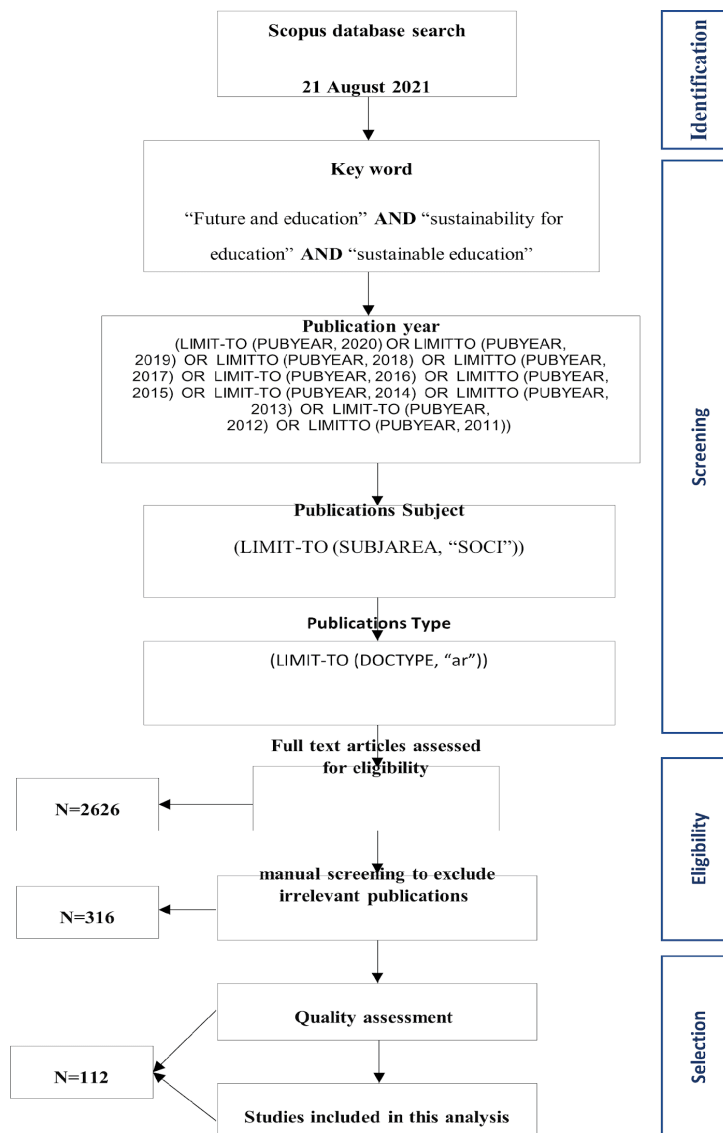 Scopus database search
21 August 2021
Identification
Key word
“Future and education” AND “sustainability for
education” AND “sustainable education”
Publication year
(LIMIT-TO (PUBYEAR, 2020) OR LIMITTO (PUBYEAR,
2019) OR LIMITTO (PUBYEAR, 2018) OR LIMITTO (PUBYEAR,
2017) OR LIMIT-TO (PUBYEAR, 2016) OR LIMITTO (PUBYEAR,
2015) OR LIMIT-TO (PUBYEAR, 2014) OR LIMITTO (PUBYEAR,
2013) OR LIMIT-TO (PUBYEAR,
2012) OR LIMITTO (PUBYEAR, 2011))
Publications Subject
(LIMIT-TO (SUBJAREA, “SOCI”))
Publications Type
(LIMIT-TO (DOCTYPE, “ar”))
Screening
Full text articles assessed
for eligibility
N=2626
manual screening to exclude
irrelevant publications
N=316
Eligibility
Quality assessment
N=112
Studies included in this analysis
Selection